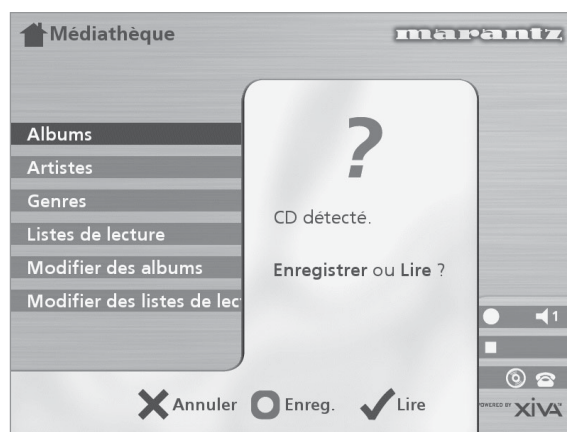 Médiathèque
marantz
Albums
Artistes
Genres
Listes de lecture
Modifier des albums
Modifier des listes de lec
?
CD détecté.
Enregistrer ou Lire ?
1
Annuler Enreg. Lire
POWERED BY XiVA™